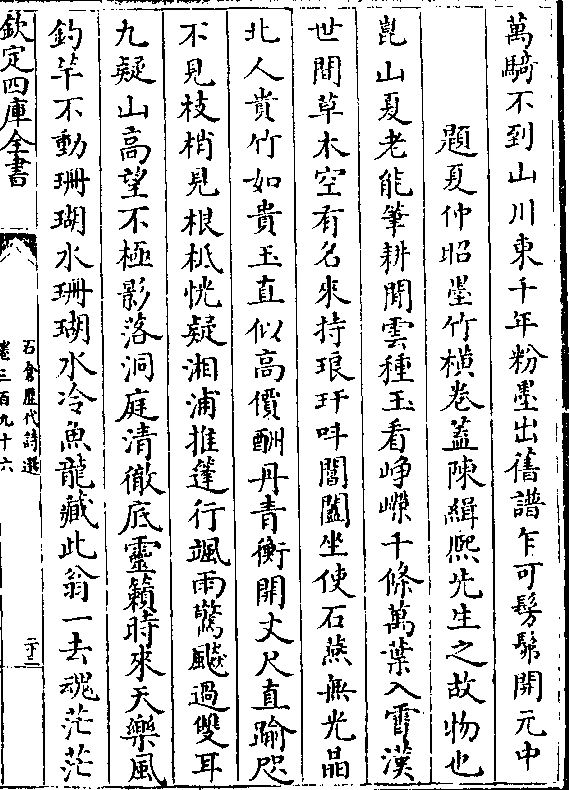 萬騎不到山川東千年粉墨出舊譜乍可髣髴開元中
題夏仲昭墨竹橫卷蓋陳緝熙先生之故物也
崑山夏老能筆耕閒雲種玉看崢嶸千條萬葉入霄漢
世間草木空有名來持琅玕叫閶闔坐使石燕無光晶
北人貴竹如貴玉直似高價酬丹青衡開丈尺直踰咫
不見枝梢見根柢恍疑湘浦推篷行颯雨驚飈過雙耳
九疑山高望不極影落洞庭清徹底靈籟時來天樂風
釣竿不動珊瑚水珊瑚水冷魚龍藏此翁一去魂茫茫
欽定四庫全書
石倉歷代詩選
卷三百九十六
二十三